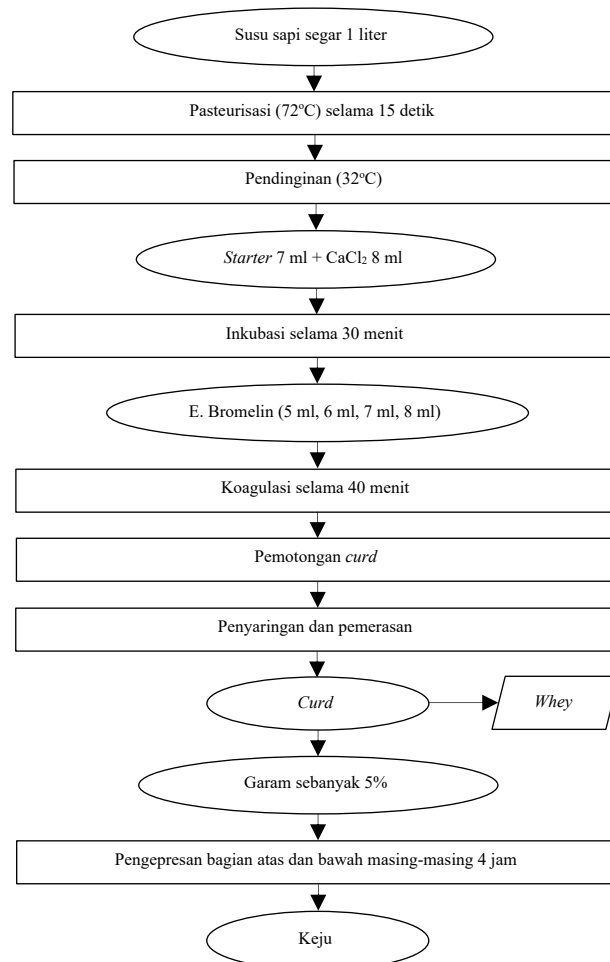 Susu sapi segar 1 liter
Pasteurisasi (72°C) selama 15 detik
Pendinginan (32°C)
Starter 7 ml + CaCl₂ 8 ml
Inkubasi selama 30 menit
E. Bromelin (5 ml, 6 ml, 7 ml, 8 ml)
Koagulasi selama 40 menit
Pemotongan curd
Penyaringan dan pemerasan
Curd
Whey
Garam sebanyak 5%
Pengepresan bagian atas dan bawah masing-masing 4 jam
Keju